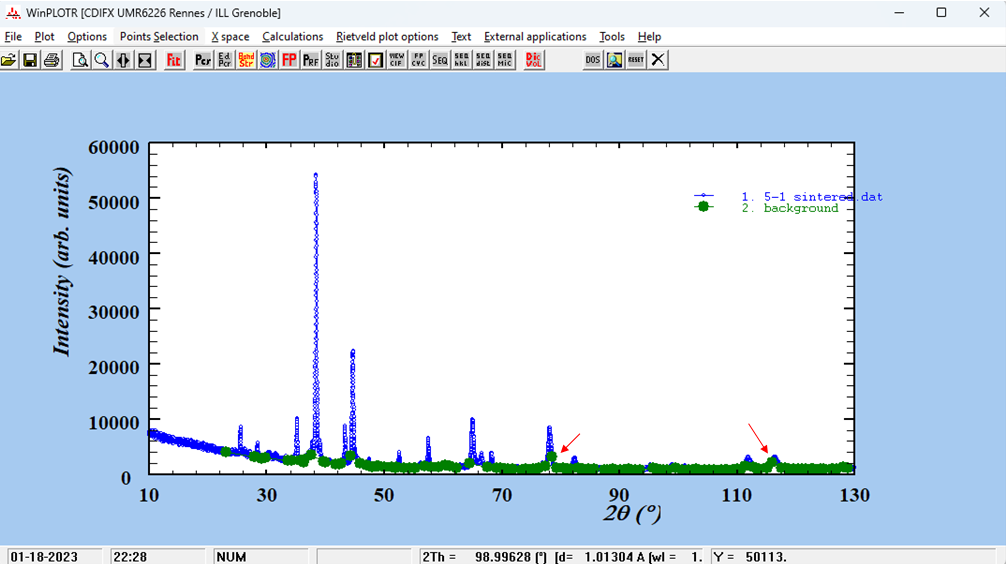 WinPLOTR [CDIFX UMR6226 Rennes / ILL Grenoble]
File Plot Options Points Selection X space Calculations Rietveld plot options Text External applications Tools Help
Fit Pcr Ed Pcr Bgnd Str FP PRF Stu dio VIEW CIF FP CYC SEQ SEQ hkl SEQ dist SEQ MIC Dic VOL DOS RESET
60000
50000
40000
30000
20000
10000
0
Intensity (arb. units)
1. 5-1 sintered.dat
2. background
10 30 50 70 90 110 130
2θ (°)
01-18-2023 22:28 NUM 2Th = 98.99628 (°) [d= 1.01304 A (wl = 1. Y = 50113.